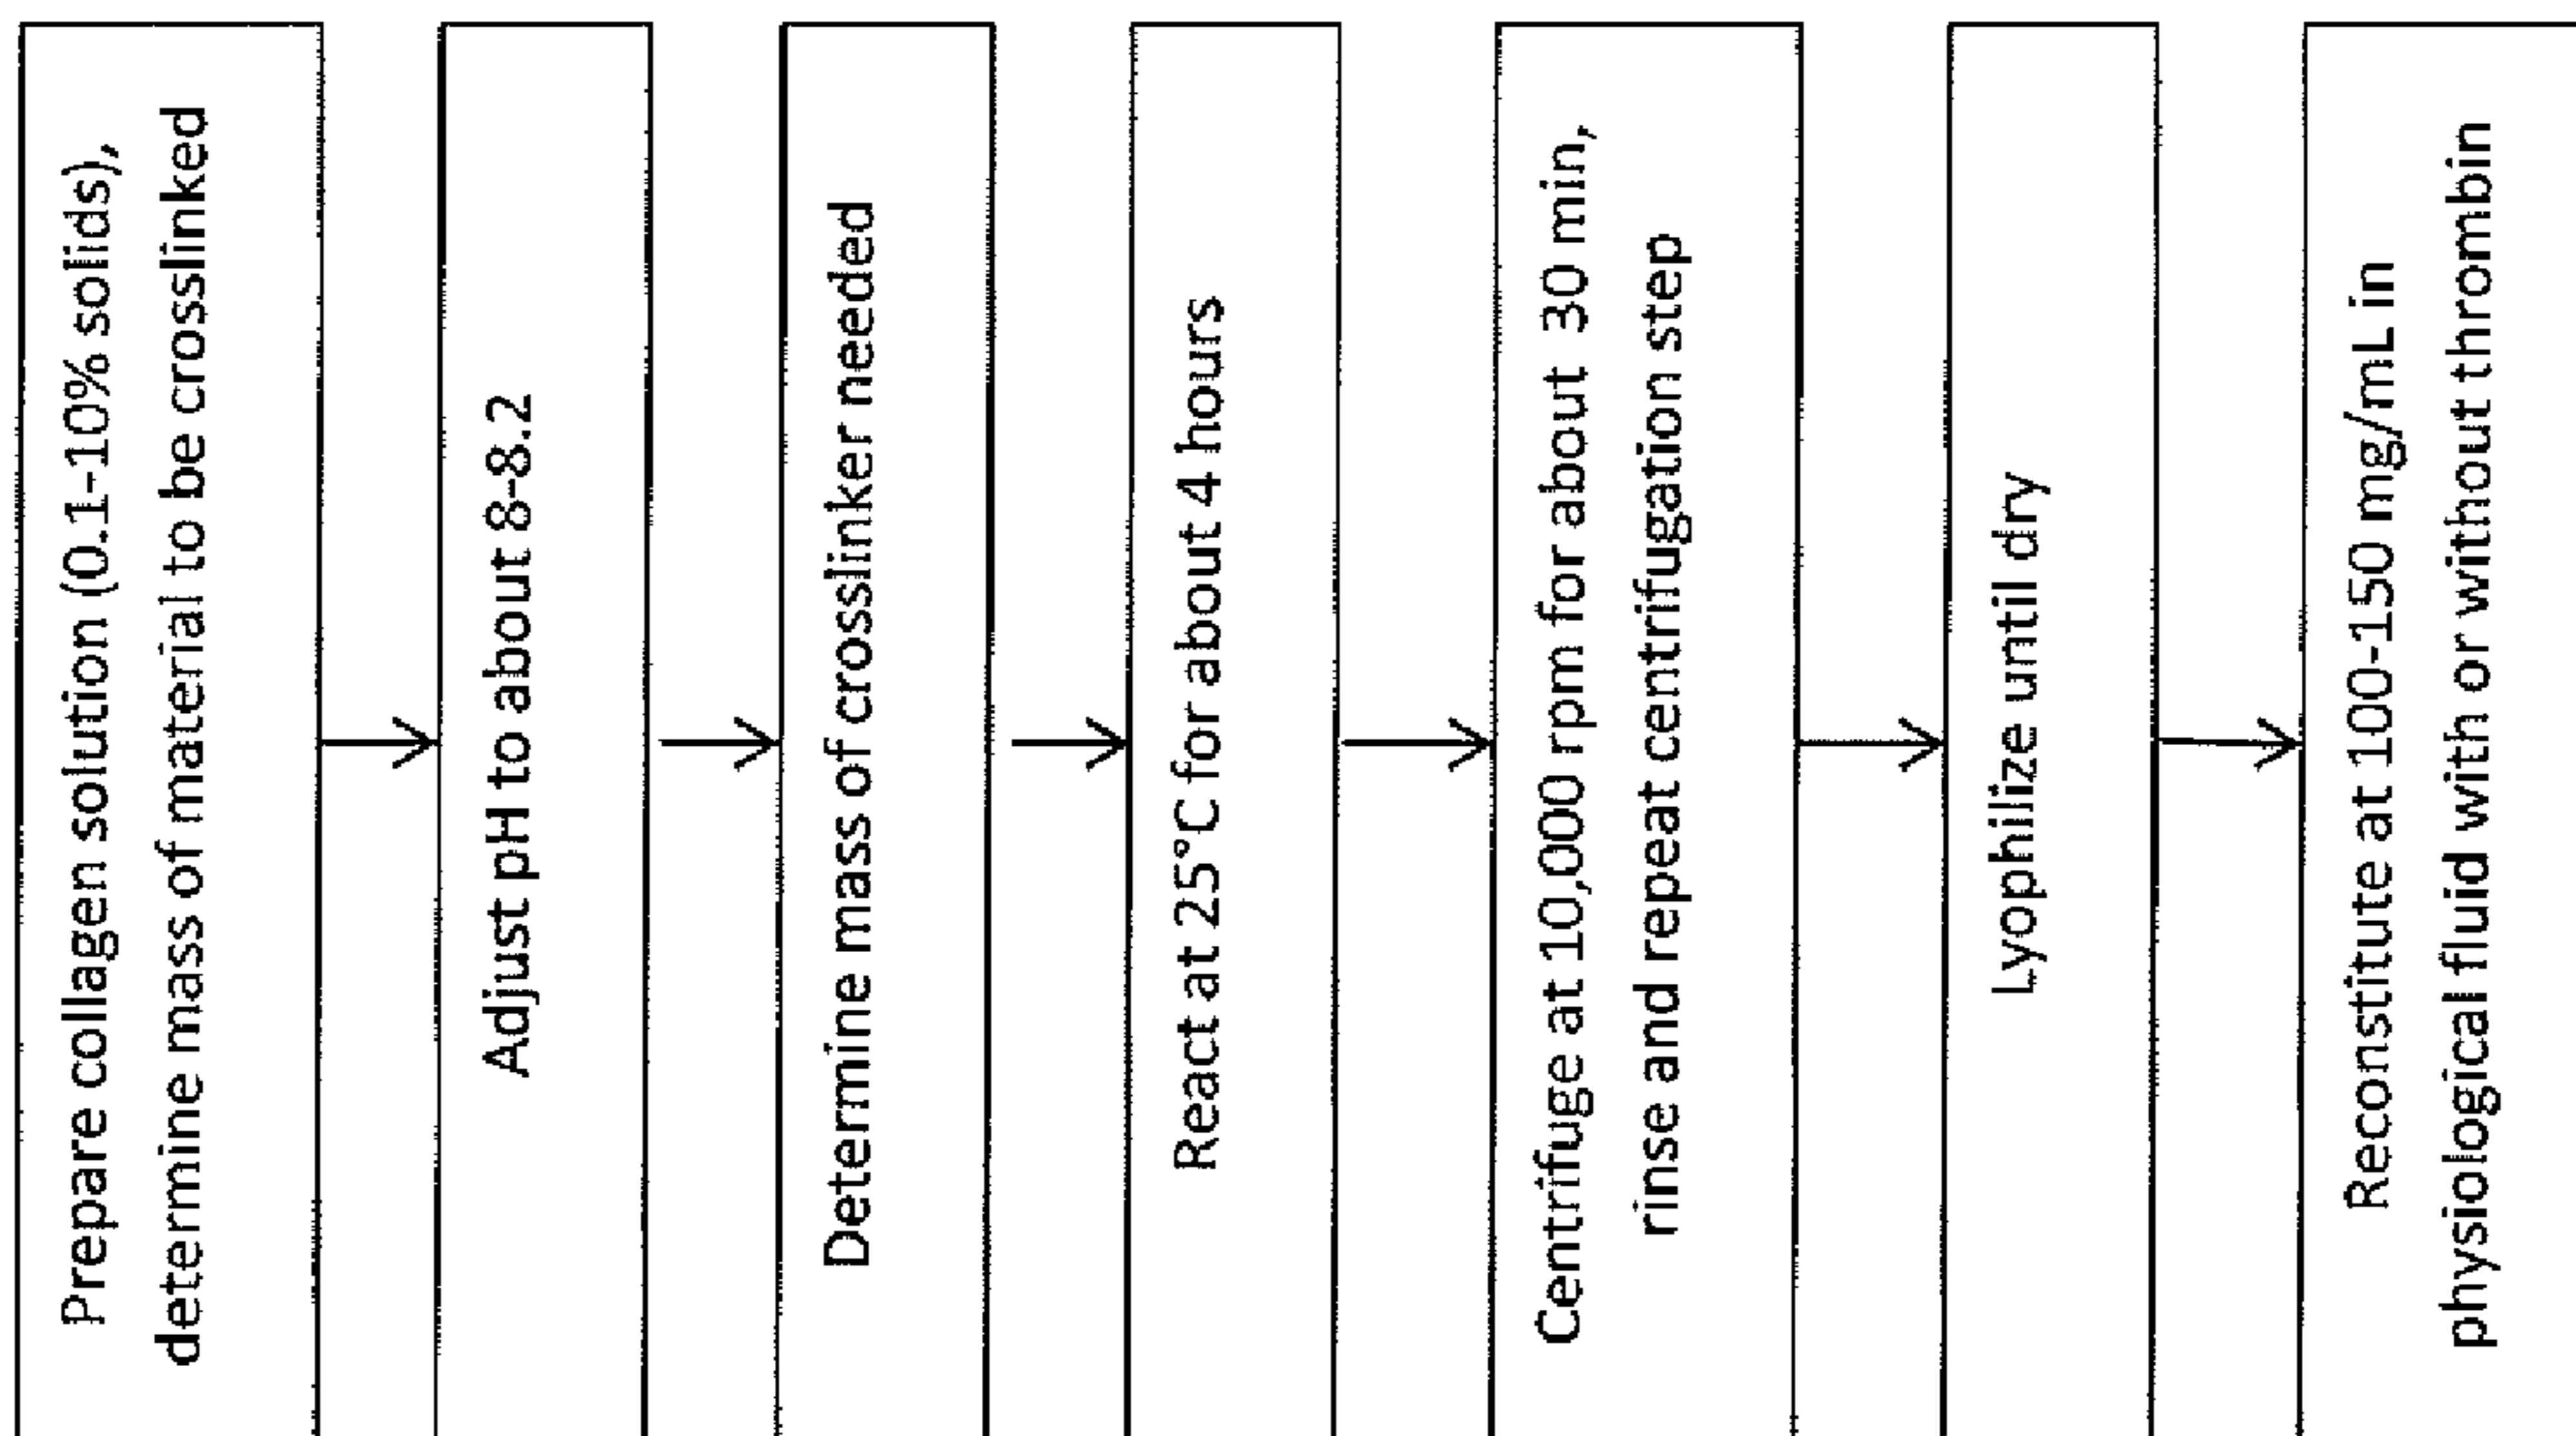 Prepare collagen solution (0.1-10% solids),
determine mass of material to be crosslinked
Adjust pH to about 8-8.2
Determine mass of crosslinker needed
React at 25°C for about 4 hours
Centrifuge at 10,000 rpm for about 30 min,
rinse and repeat centrifugation step
Lyophilize until dry
Reconstitute at 100-150 mg/mL in
physiological fluid with or without thrombin